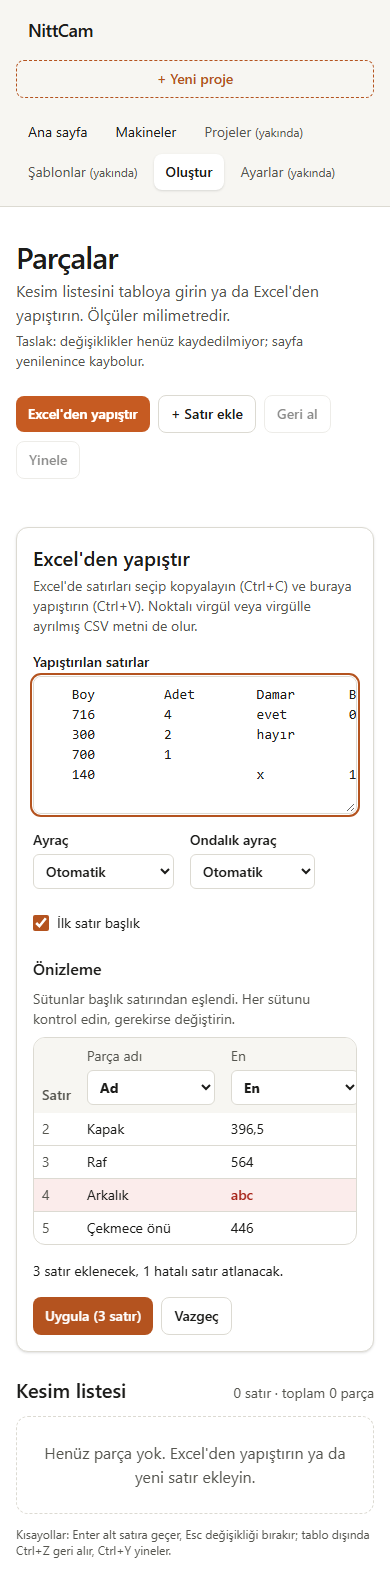 NittCam
+ Yeni proje
Ana sayfa Makineler Projeler (yakında)
Şablonlar (yakında) Oluştur Ayarlar (yakında)
Parçalar
Kesim listesini tabloya girin ya da Excel'den
yapıştırın. Ölçüler milimetredir.
Taslak: değişiklikler henüz kaydedilmiyor; sayfa
yenilenince kaybolur.
Excel'den yapıştır + Satır ekle Geri al
Yinele
Excel'den yapıştır
Excel'de satırları seçip kopyalayın (Ctrl+C) ve buraya
yapıştırın (Ctrl+V). Noktalı virgül veya virgülle
ayrılmış CSV metni de olur.
Yapıştırılan satırlar
Boy Adet Damar B
716 4 evet 0
300 2 hayır
700 1
140 x 1
Ayraç Ondalık ayraç
Otomatik Otomatik
İlk satır başlık
Önizleme
Sütunlar başlık satırından eşlendi. Her sütunu
kontrol edin, gerekirse değiştirin.
Parça adı En
Satır Ad En
2 Kapak 396,5
3 Raf 564
4 Arkalık abc
5 Çekmece önü 446
3 satır eklenecek, 1 hatalı satır atlanacak.
Uygula (3 satır) Vazgeç
Kesim listesi 0 satır · toplam 0 parça
Henüz parça yok. Excel'den yapıştırın ya da
yeni satır ekleyin.
Kısayollar: Enter alt satıra geçer, Esc değişikliği bırakır; tablo dışında
Ctrl+Z geri alır, Ctrl+Y yineler.